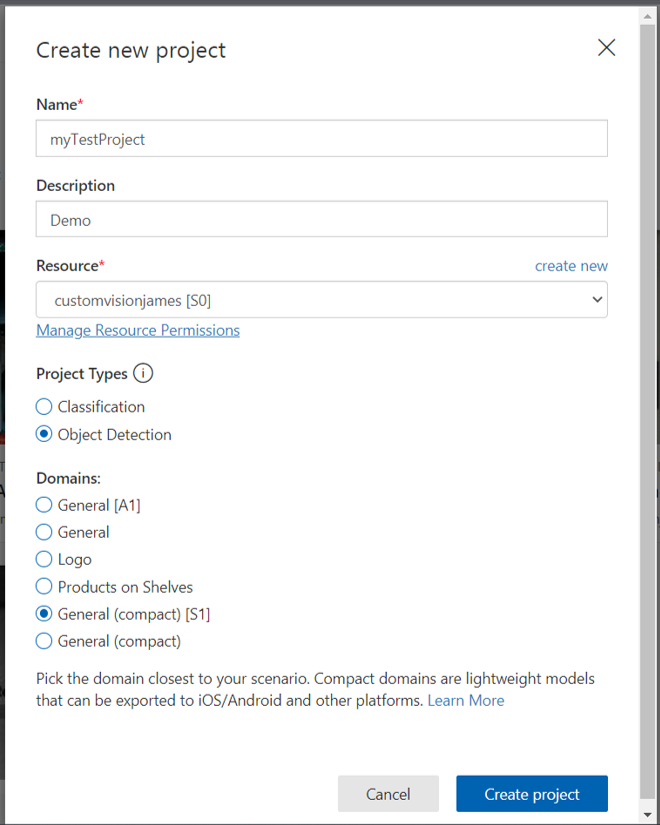 Create new project
Name*
myTestProject
Description
Demo
Resource*
create new
customvisionjames [S0]
Manage Resource Permissions
Project Types
Classification
Object Detection
Domains:
General [A1]
General
Logo
Products on Shelves
General (compact) [S1]
General (compact)
Pick the domain closest to your scenario. Compact domains are lightweight models
that can be exported to iOS/Android and other platforms. Learn More
Cancel
Create project